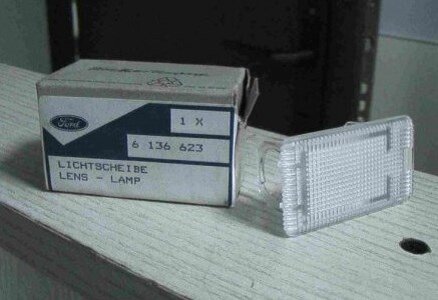 Ford
1 X
6 136 623
LICHTSCHEIBE
LENS - LAMP